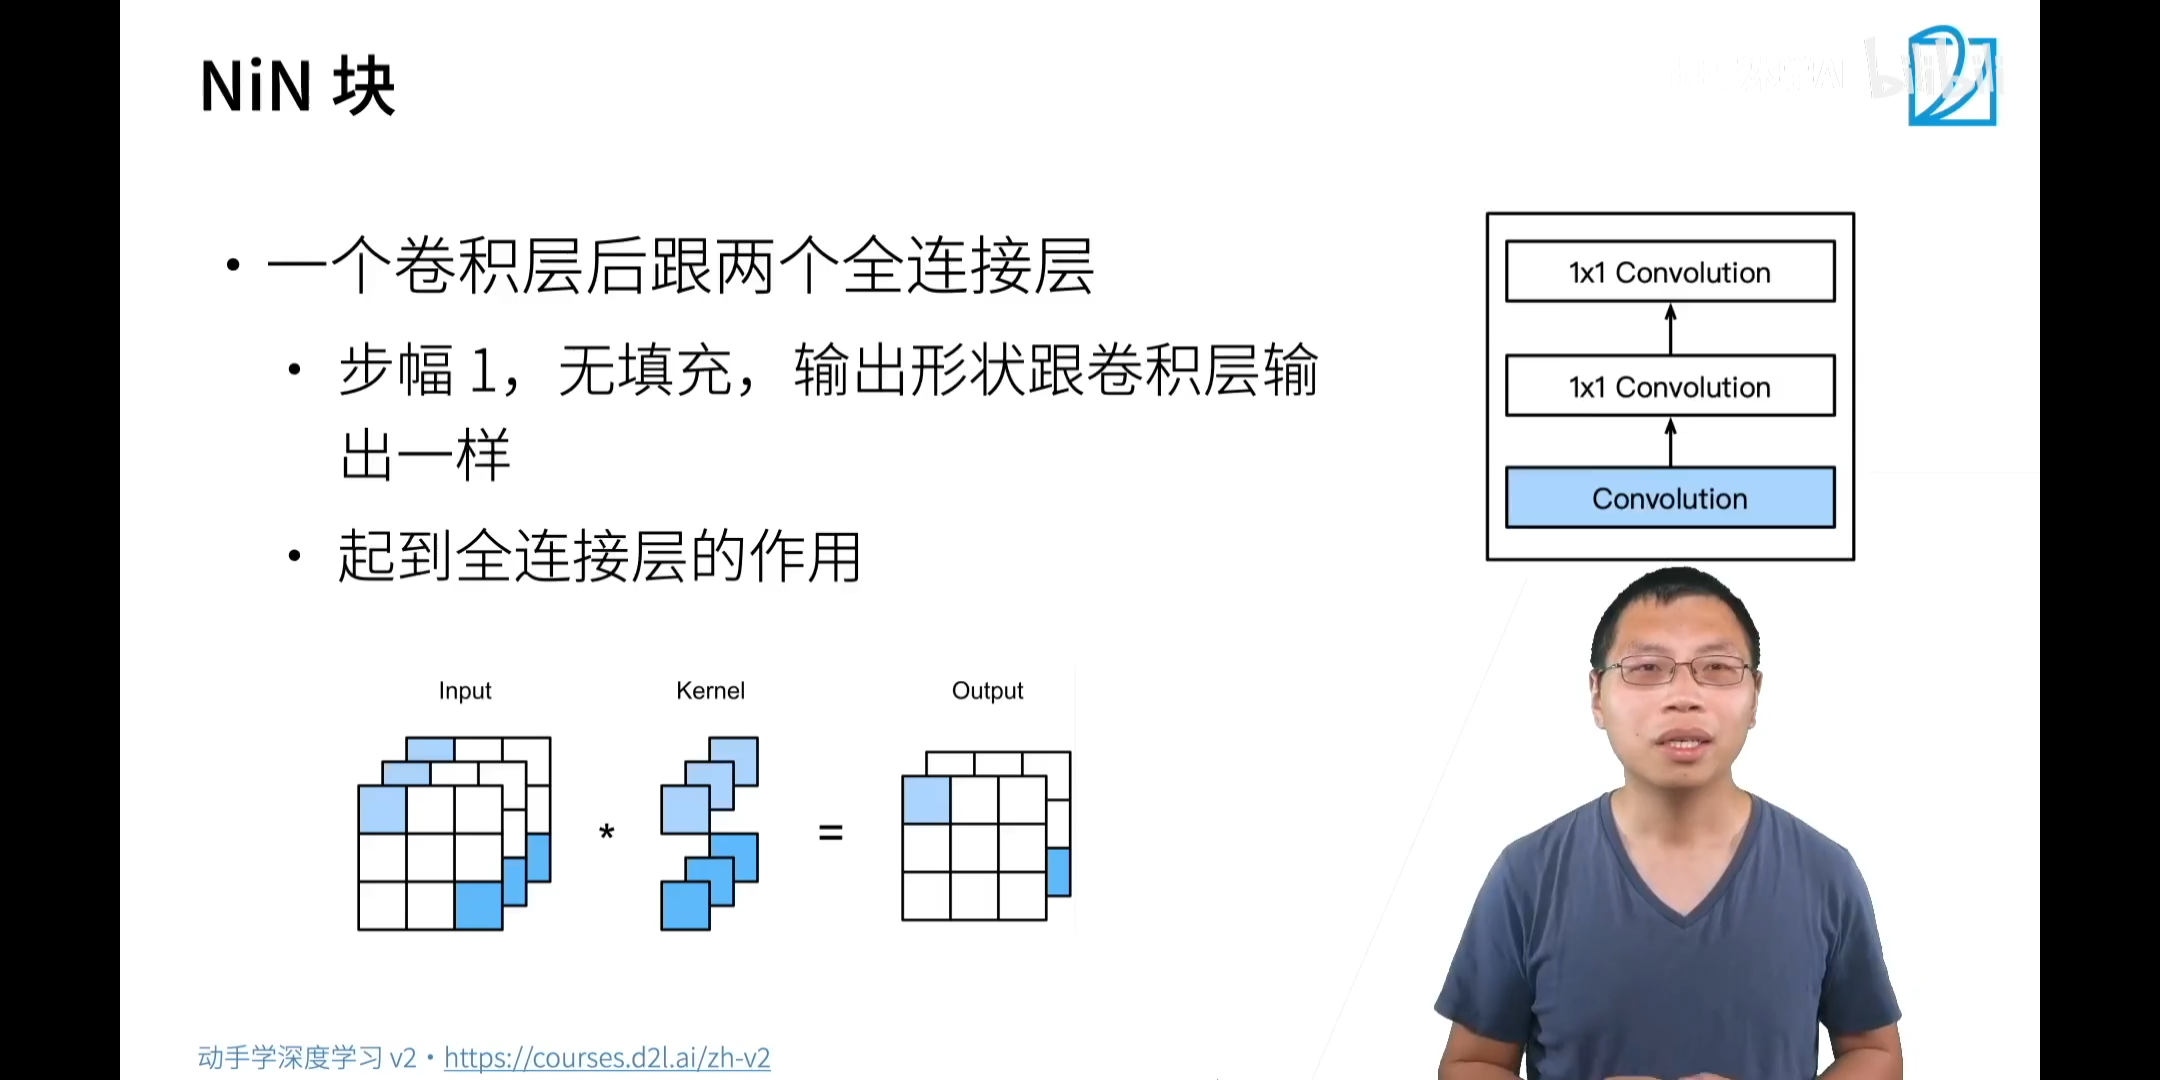 NiN 块
bilibili
• 一个卷积层后跟两个全连接层
• 步幅 1，无填充，输出形状跟卷积层输
出一样
• 起到全连接层的作用
1x1 Convolution
1x1 Convolution
Convolution
Input
Kernel
Output
*
=
动手学深度学习 v2 • https://courses.d2l.ai/zh-v2